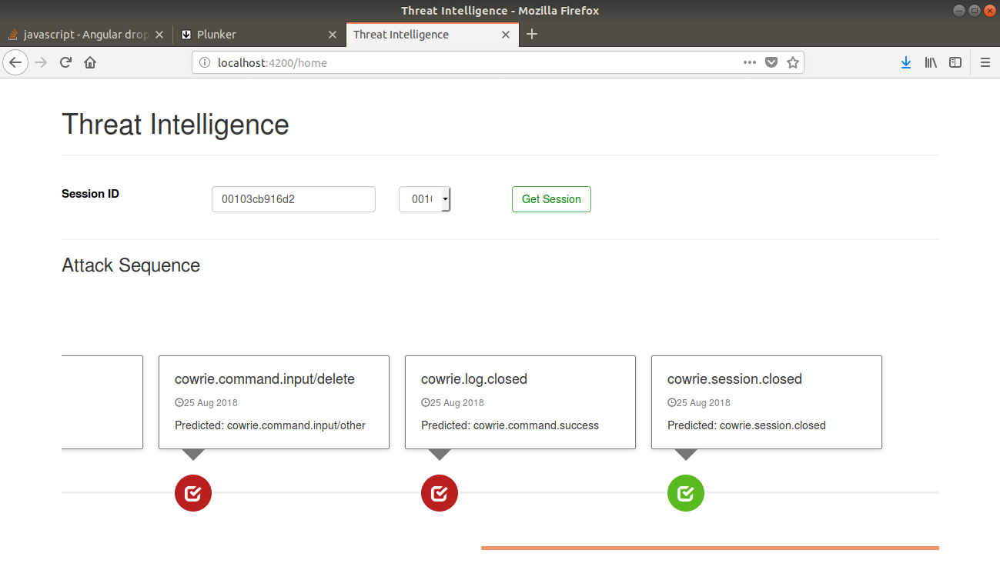 Threat Intelligence - Mozilla Firefox
javascript - Angular drop
Plunker
Threat Intelligence
localhost:4200/home
Threat Intelligence
Session ID
00103cb916d2
001
Get Session
Attack Sequence
cowrie.command.input/delete
25 Aug 2018
Predicted: cowrie.command.input/other
cowrie.log.closed
25 Aug 2018
Predicted: cowrie.command.success
cowrie.session.closed
25 Aug 2018
Predicted: cowrie.session.closed